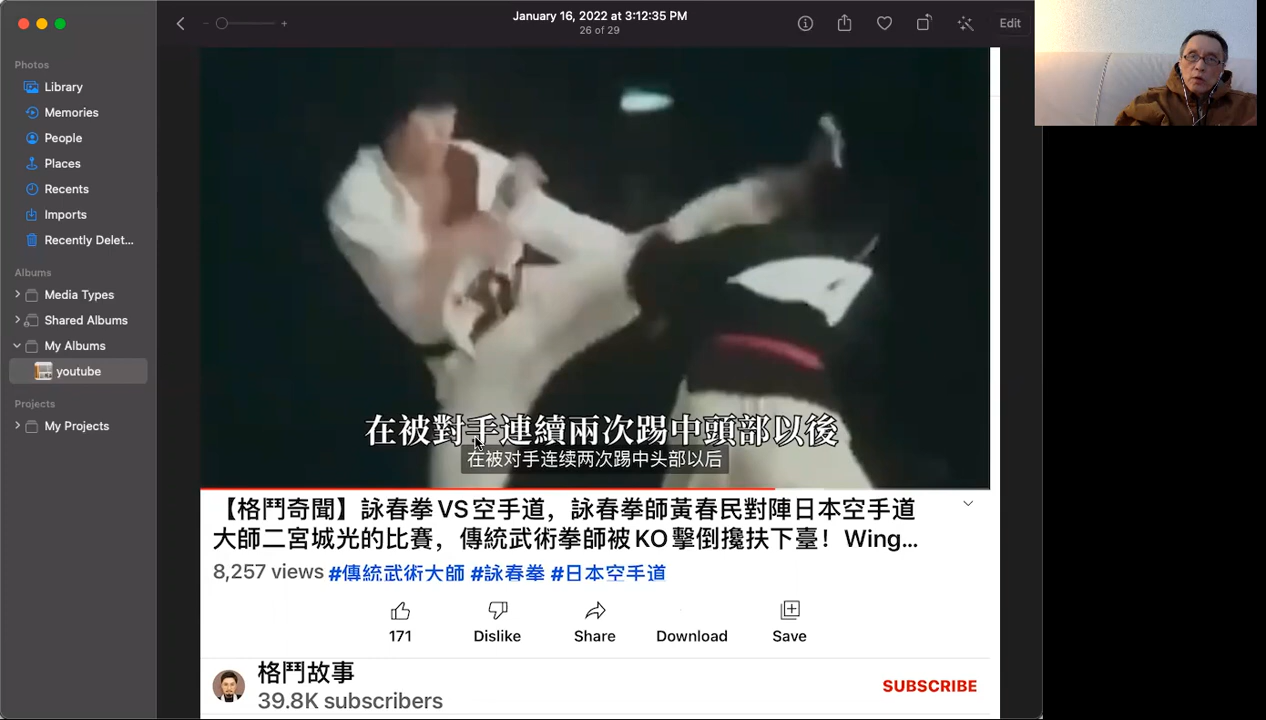 January 16, 2022 at 3:12:35 PM
26 of 29
Edit
Photos
Library
Memories
People
Places
Recents
Imports
Recently Delet...
Albums
Media Types
Shared Albums
My Albums
youtube
Projects
My Projects
在被對手連續兩次踢中頭部以後
在被对手连续两次踢中头部以后
【格鬥奇聞】詠春拳VS空手道，詠春拳師黃春民對陣日本空手道
大師二宮城光的比賽，傳統武術拳師被KO擊倒攙扶下臺！Wing...
8,257 views #傳統武術大師 #詠春拳 #日本空手道
171
Dislike
Share
Download
Save
格鬥故事
39.8K subscribers
SUBSCRIBE